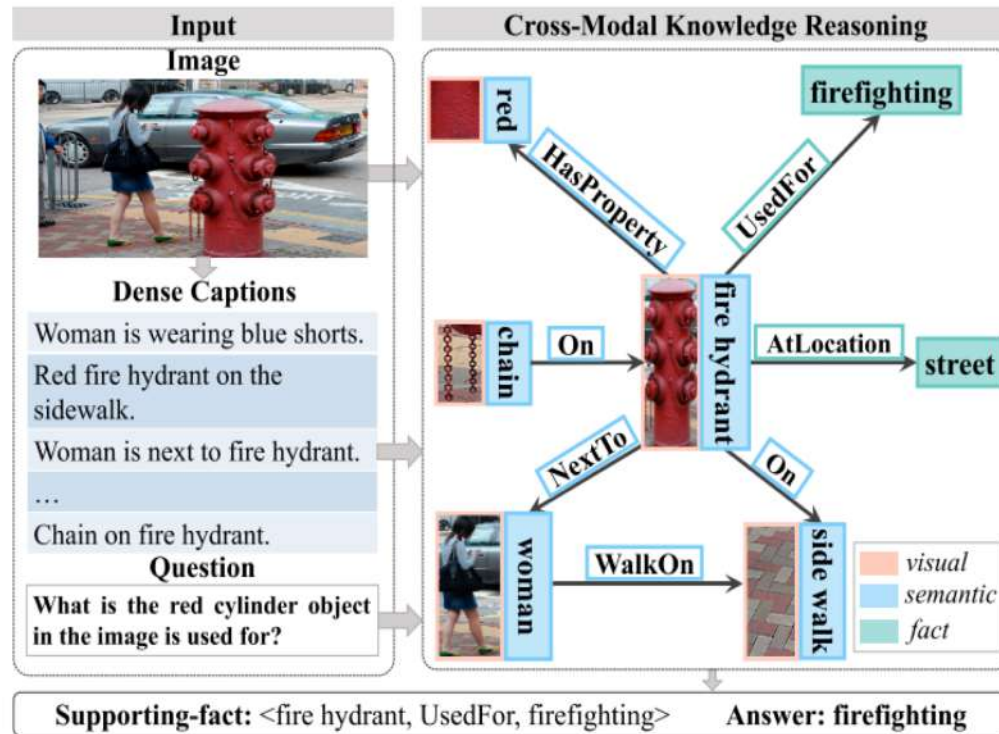 Input
Image
Dense Captions
Woman is wearing blue shorts.
Red fire hydrant on the
sidewalk.
Woman is next to fire hydrant.
…
Chain on fire hydrant.
Question
What is the red cylinder object
in the image is used for?
Cross-Modal Knowledge Reasoning
red
firefighting
HasProperty
UsedFor
chain
On
fire hydrant
AtLocation
street
NextTo
On
woman
WalkOn
side walk
visual
semantic
fact
Supporting-fact: <fire hydrant, UsedFor, firefighting> Answer: firefighting